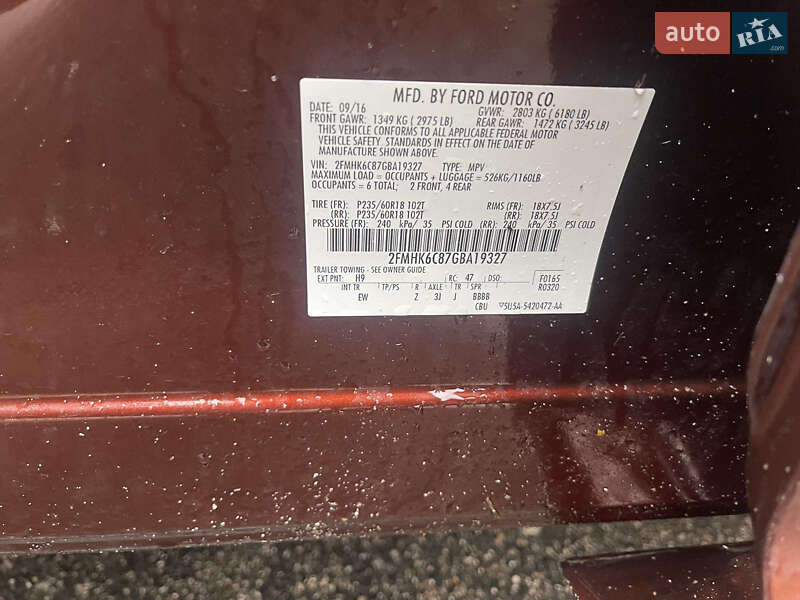 auto RIA
MFD. BY FORD MOTOR CO.
DATE: 09/16 GVWR: 2803 KG ( 6180 LB)
FRONT GAWR: 1349 KG ( 2975 LB) REAR GAWR: 1472 KG ( 3245 LB)
THIS VEHICLE CONFORMS TO ALL APPLICABLE FEDERAL MOTOR
VEHICLE SAFETY STANDARDS IN EFFECT ON THE DATE OF
MANUFACTURE SHOWN ABOVE.
VIN: 2FMHK6C87GBA19327 TYPE: MPV
MAXIMUM LOAD = OCCUPANTS + LUGGAGE = 526KG/1160LB
OCCUPANTS = 6 TOTAL; 2 FRONT, 4 REAR
TIRE (FR): P235/60R18 102T RIMS (FR): 18X7.5J
(RR): P235/60R18 102T (RR): 18X7.5J
PRESSURE (FR): 240 kPa/ 35 PSI COLD (RR): 240 kPa/ 35 PSI COLD
2FMHK6C87GBA19327
TRAILER TOWING - SEE OWNER GUIDE
EXT PNT: H9 RC: 47 DSO: F0165
INT TR TP/PS R AXLE TR SPR R0320
EW Z 3J J BBBB
CBU 5USA-5420472-AA